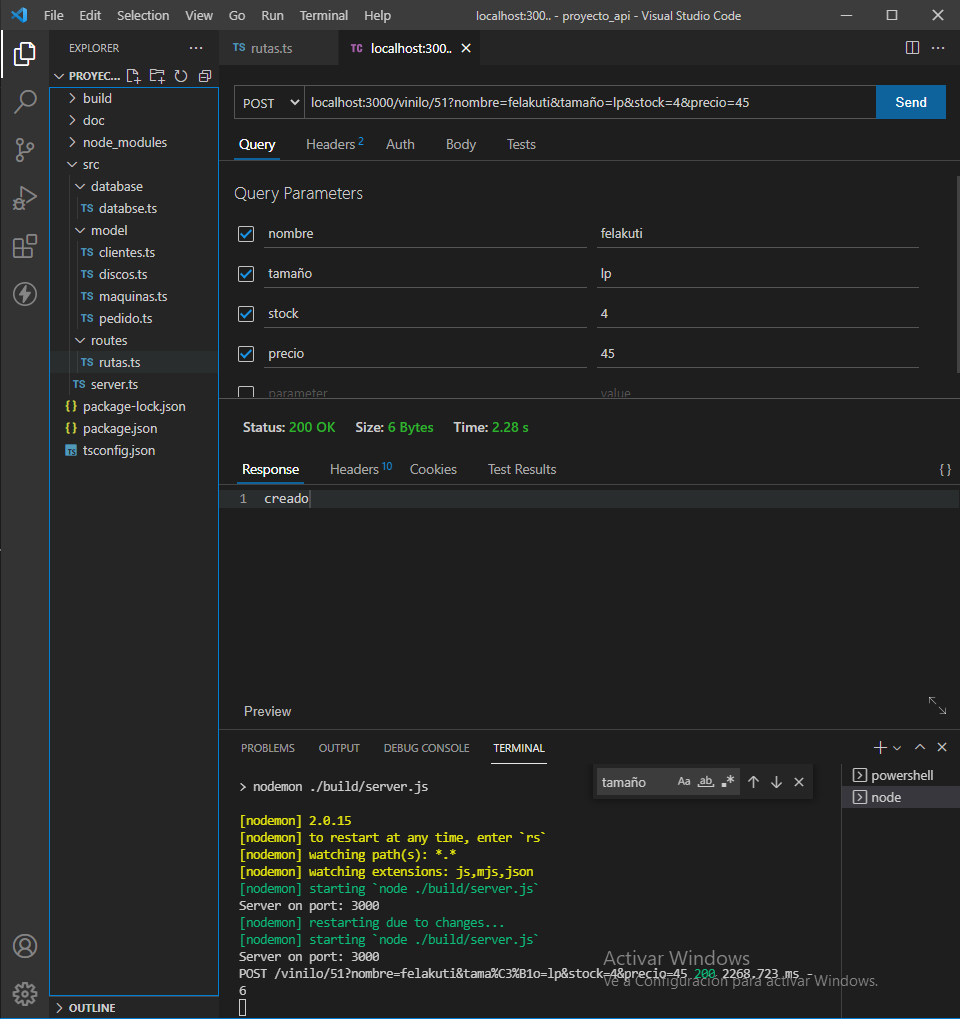 File Edit Selection View Go Run Terminal Help localhost:300.. - proyecto_api - Visual Studio Code
EXPLORER ···
TS rutas.ts
TC localhost:300..
PROYEC...
build
doc
node_modules
src
database
TS databse.ts
model
TS clientes.ts
TS discos.ts
TS maquinas.ts
TS pedido.ts
routes
TS rutas.ts
TS server.ts
{} package-lock.json
{} package.json
TS tsconfig.json
OUTLINE
POST localhost:3000/vinilo/51?nombre=felakuti&tamaño=lp&stock=4&precio=45 Send
Query Headers 2 Auth Body Tests
Query Parameters
nombre felakuti
tamaño lp
stock 4
precio 45
parameter value
Status: 200 OK Size: 6 Bytes Time: 2.28 s
Response Headers 10 Cookies Test Results {}
1 creado
Preview
PROBLEMS OUTPUT DEBUG CONSOLE TERMINAL
tamaño Aa ab .*
powershell
node
> nodemon ./build/server.js
[nodemon] 2.0.15
[nodemon] to restart at any time, enter `rs`
[nodemon] watching path(s): *.*
[nodemon] watching extensions: js,mjs,json
[nodemon] starting `node ./build/server.js`
Server on port: 3000
[nodemon] restarting due to changes...
[nodemon] starting `node ./build/server.js`
Server on port: 3000
POST /vinilo/51?nombre=felakuti&tama%C3%B1o=lp&stock=4&precio=45 200 2268.723 ms -
6
Activar Windows
Ve a Configuración para activar Windows.